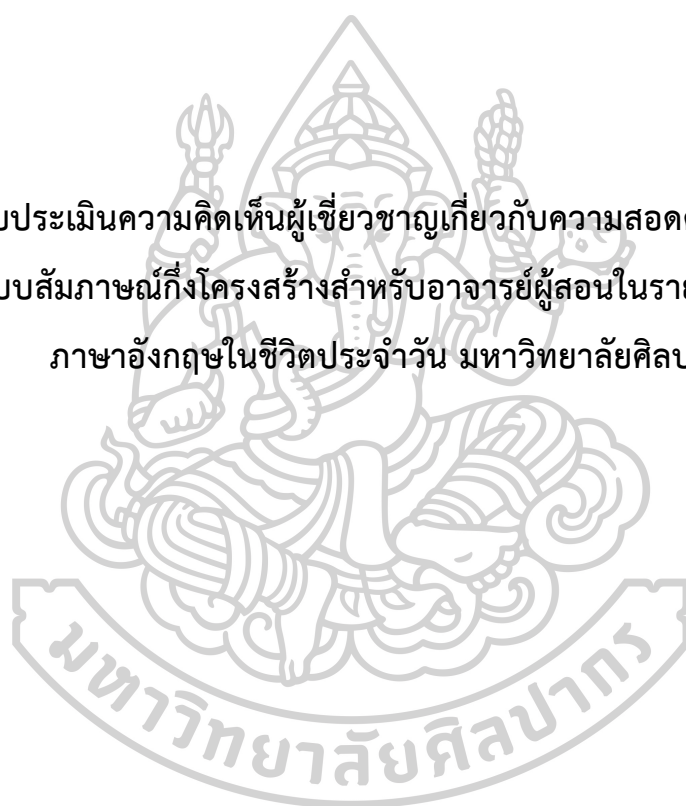 บประเมินความคิดเห็นผู้เชี่ยวชาญเกี่ยวกับความสอดค
บบสัมภาษณ์กึ่งโครงสร้างสำหรับอาจารย์ผู้สอนในราย
ภาษาอังกฤษในชีวิตประจำวัน มหาวิทยาลัยศิลป
มหาวิทยาลัยศิลปากร